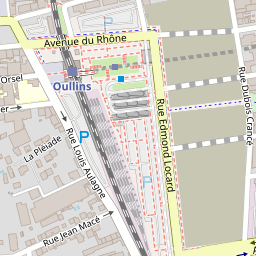 Avenue du Rhône
Orsel
Oullins
Rue Dubois Crancé
P
La Pléiade
Rue Louis Aulagne
Rue Edmond Locard
P
Rue Jean Macé